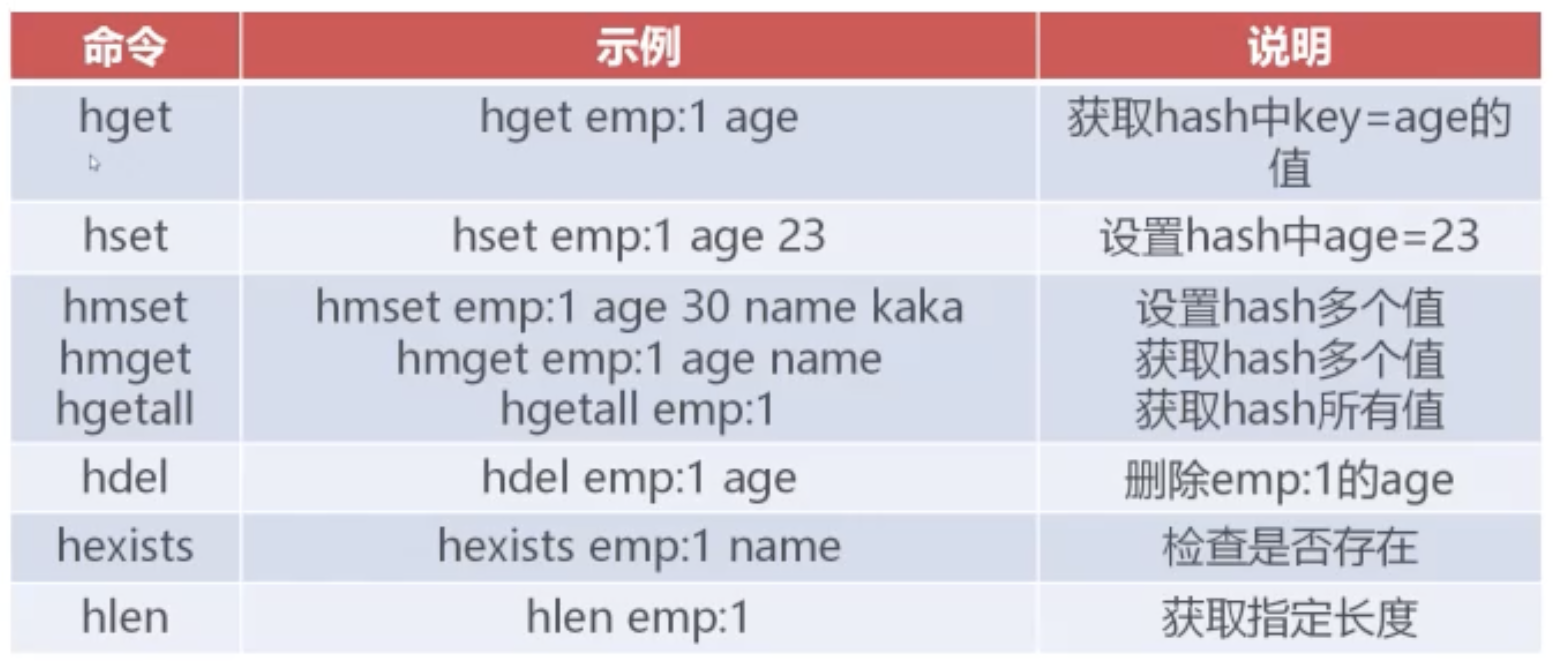 命令 示例 说明
hget hget emp:1 age 获取hash中key=age的
值
hset hset emp:1 age 23 设置hash中age=23
hmset hmset emp:1 age 30 name kaka 设置hash多个值
hmget hmget emp:1 age name 获取hash多个值
hgetall hgetall emp:1 获取hash所有值
hdel hdel emp:1 age 删除emp:1的age
hexists hexists emp:1 name 检查是否存在
hlen hlen emp:1 获取指定长度